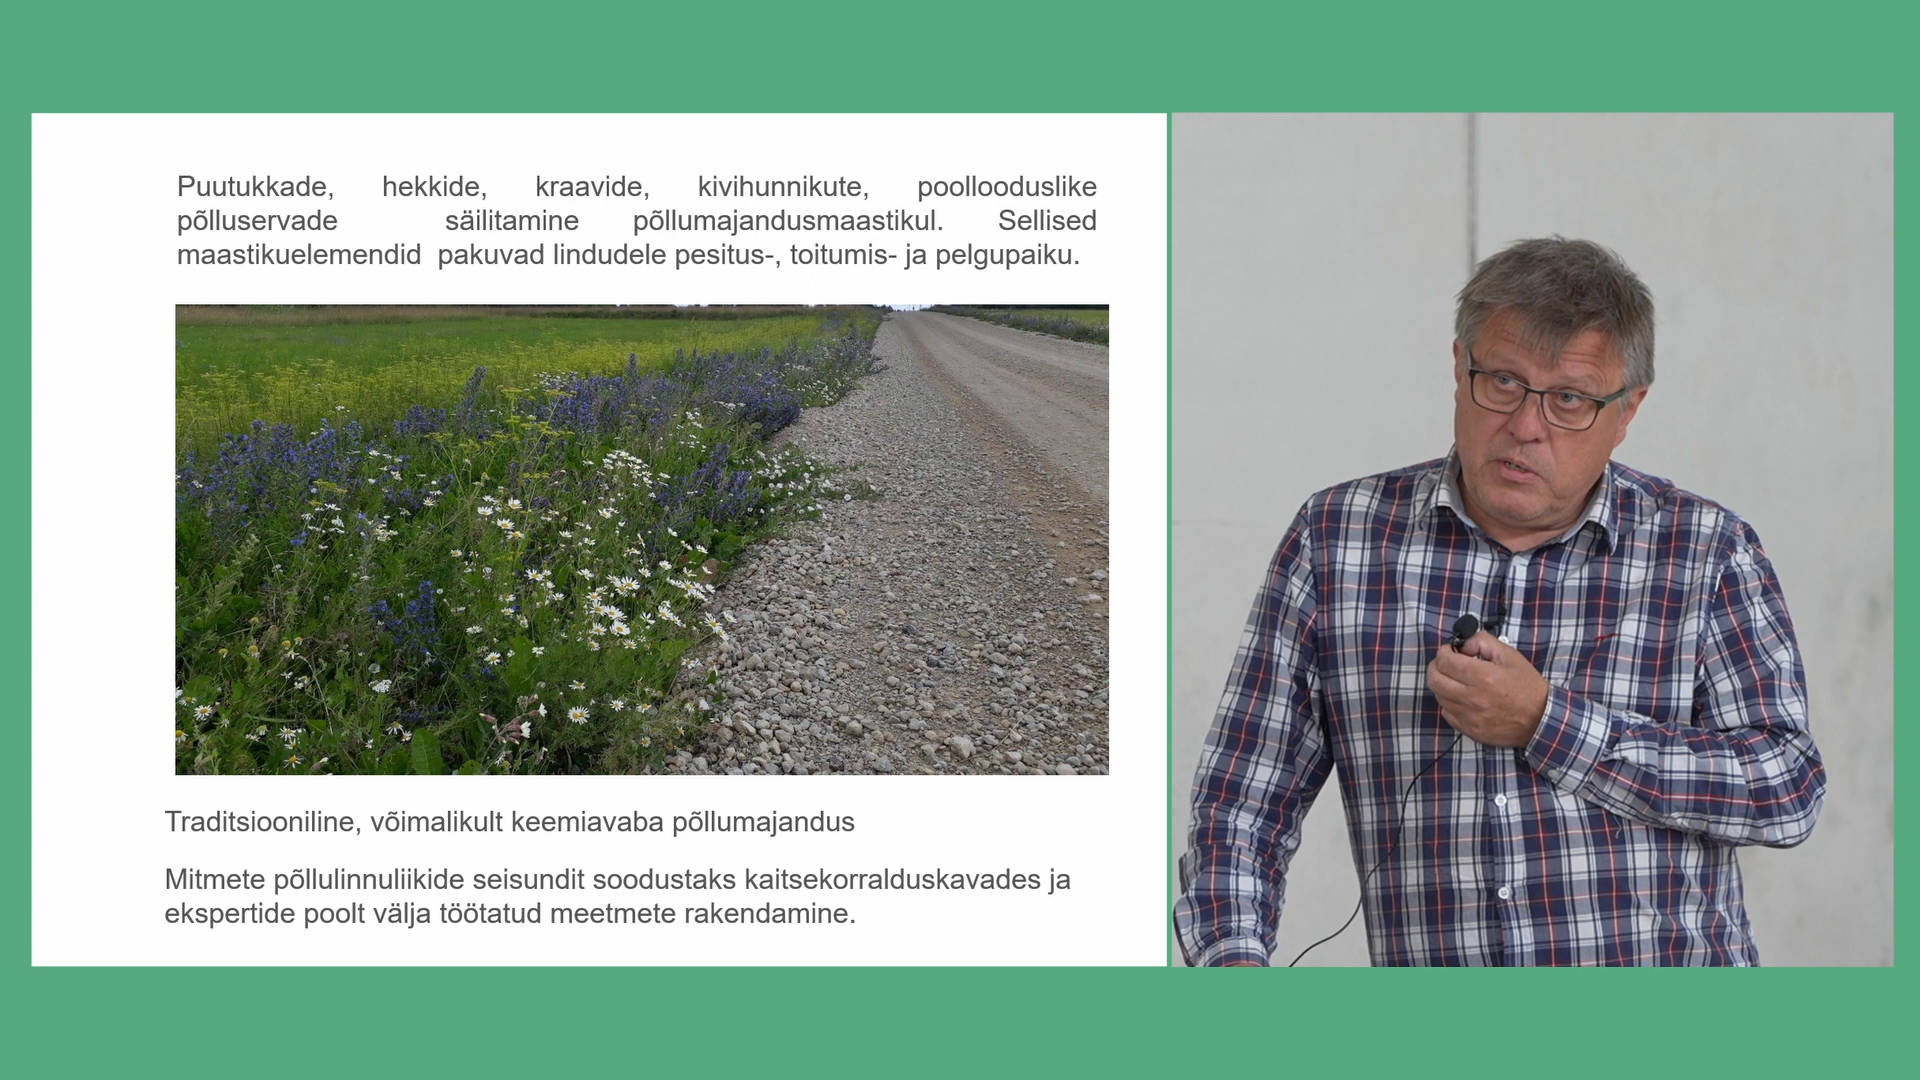 Puutukkade, hekkide, kraavide, kivihunnikute, poollooduslike
põlluservade säilitamine põllumajandusmaastikul. Sellised
maastikuelemendid pakuvad lindudele pesitus-, toitumis- ja pelgupaiku.
Traditsiooniline, võimalikult keemiavaba põllumajandus
Mitmete põllulinnuliikide seisundit soodustaks kaitsekorralduskavades ja
ekspertide poolt välja töötatud meetmete rakendamine.